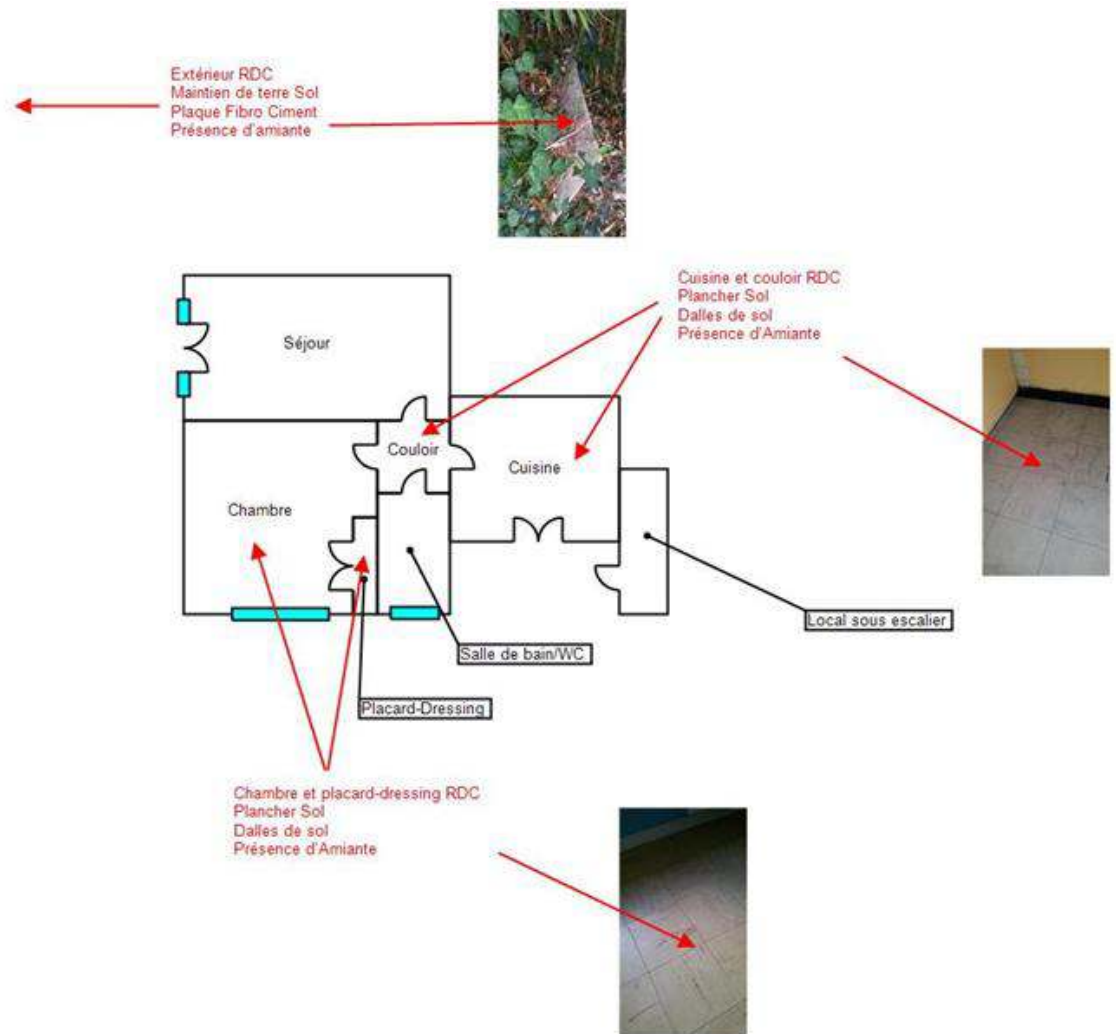 Extérieur RDC
Maintien de terre Sol
Plaque Fibro Ciment
Présence d'amiante
Cuisine et couloir RDC
Plancher Sol
Dalles de sol
Présence d'Amiante
Séjour
Couloir
Cuisine
Chambre
Local sous escalier
Salle de bain/WC
Placard-Dressing
Chambre et placard-dressing RDC
Plancher Sol
Dalles de sol
Présence d'Amiante